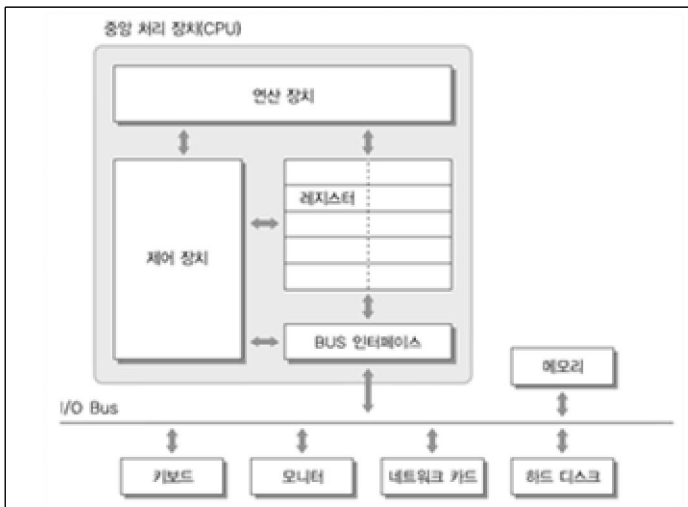 중앙 처리 장치(CPU)
연산 장치
레지스터
제어 장치
BUS 인터페이스
메모리
I/O Bus
키보드
모니터
네트워크 카드
하드 디스크